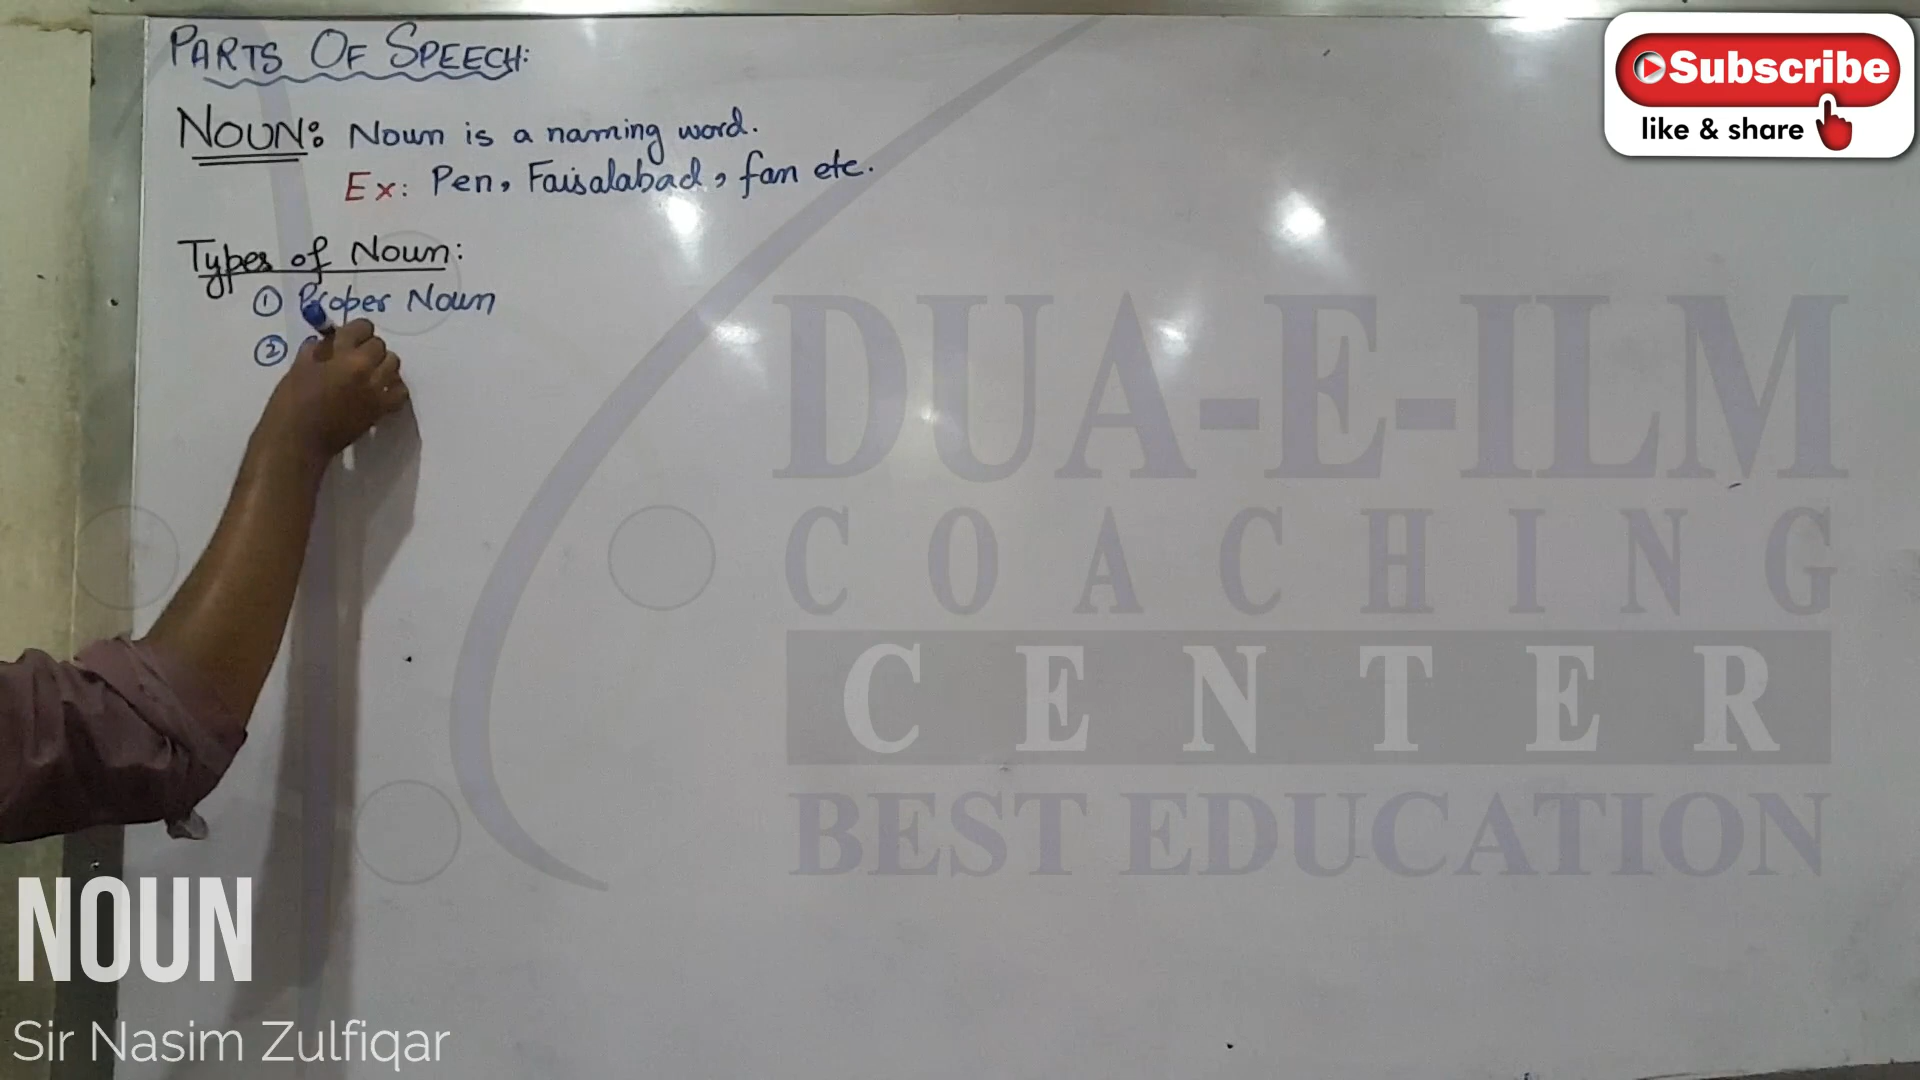 PARTS OF SPEECH:
NOUN: Noun is a naming word.
Ex: Pen, Faisalabad, fan etc.
Types of Noun:
① Proper Noun
②
Subscribe
like & share
DUA-E-ILM
COACHING
CENTER
BEST EDUCATION
NOUN
Sir Nasim Zulfiqar